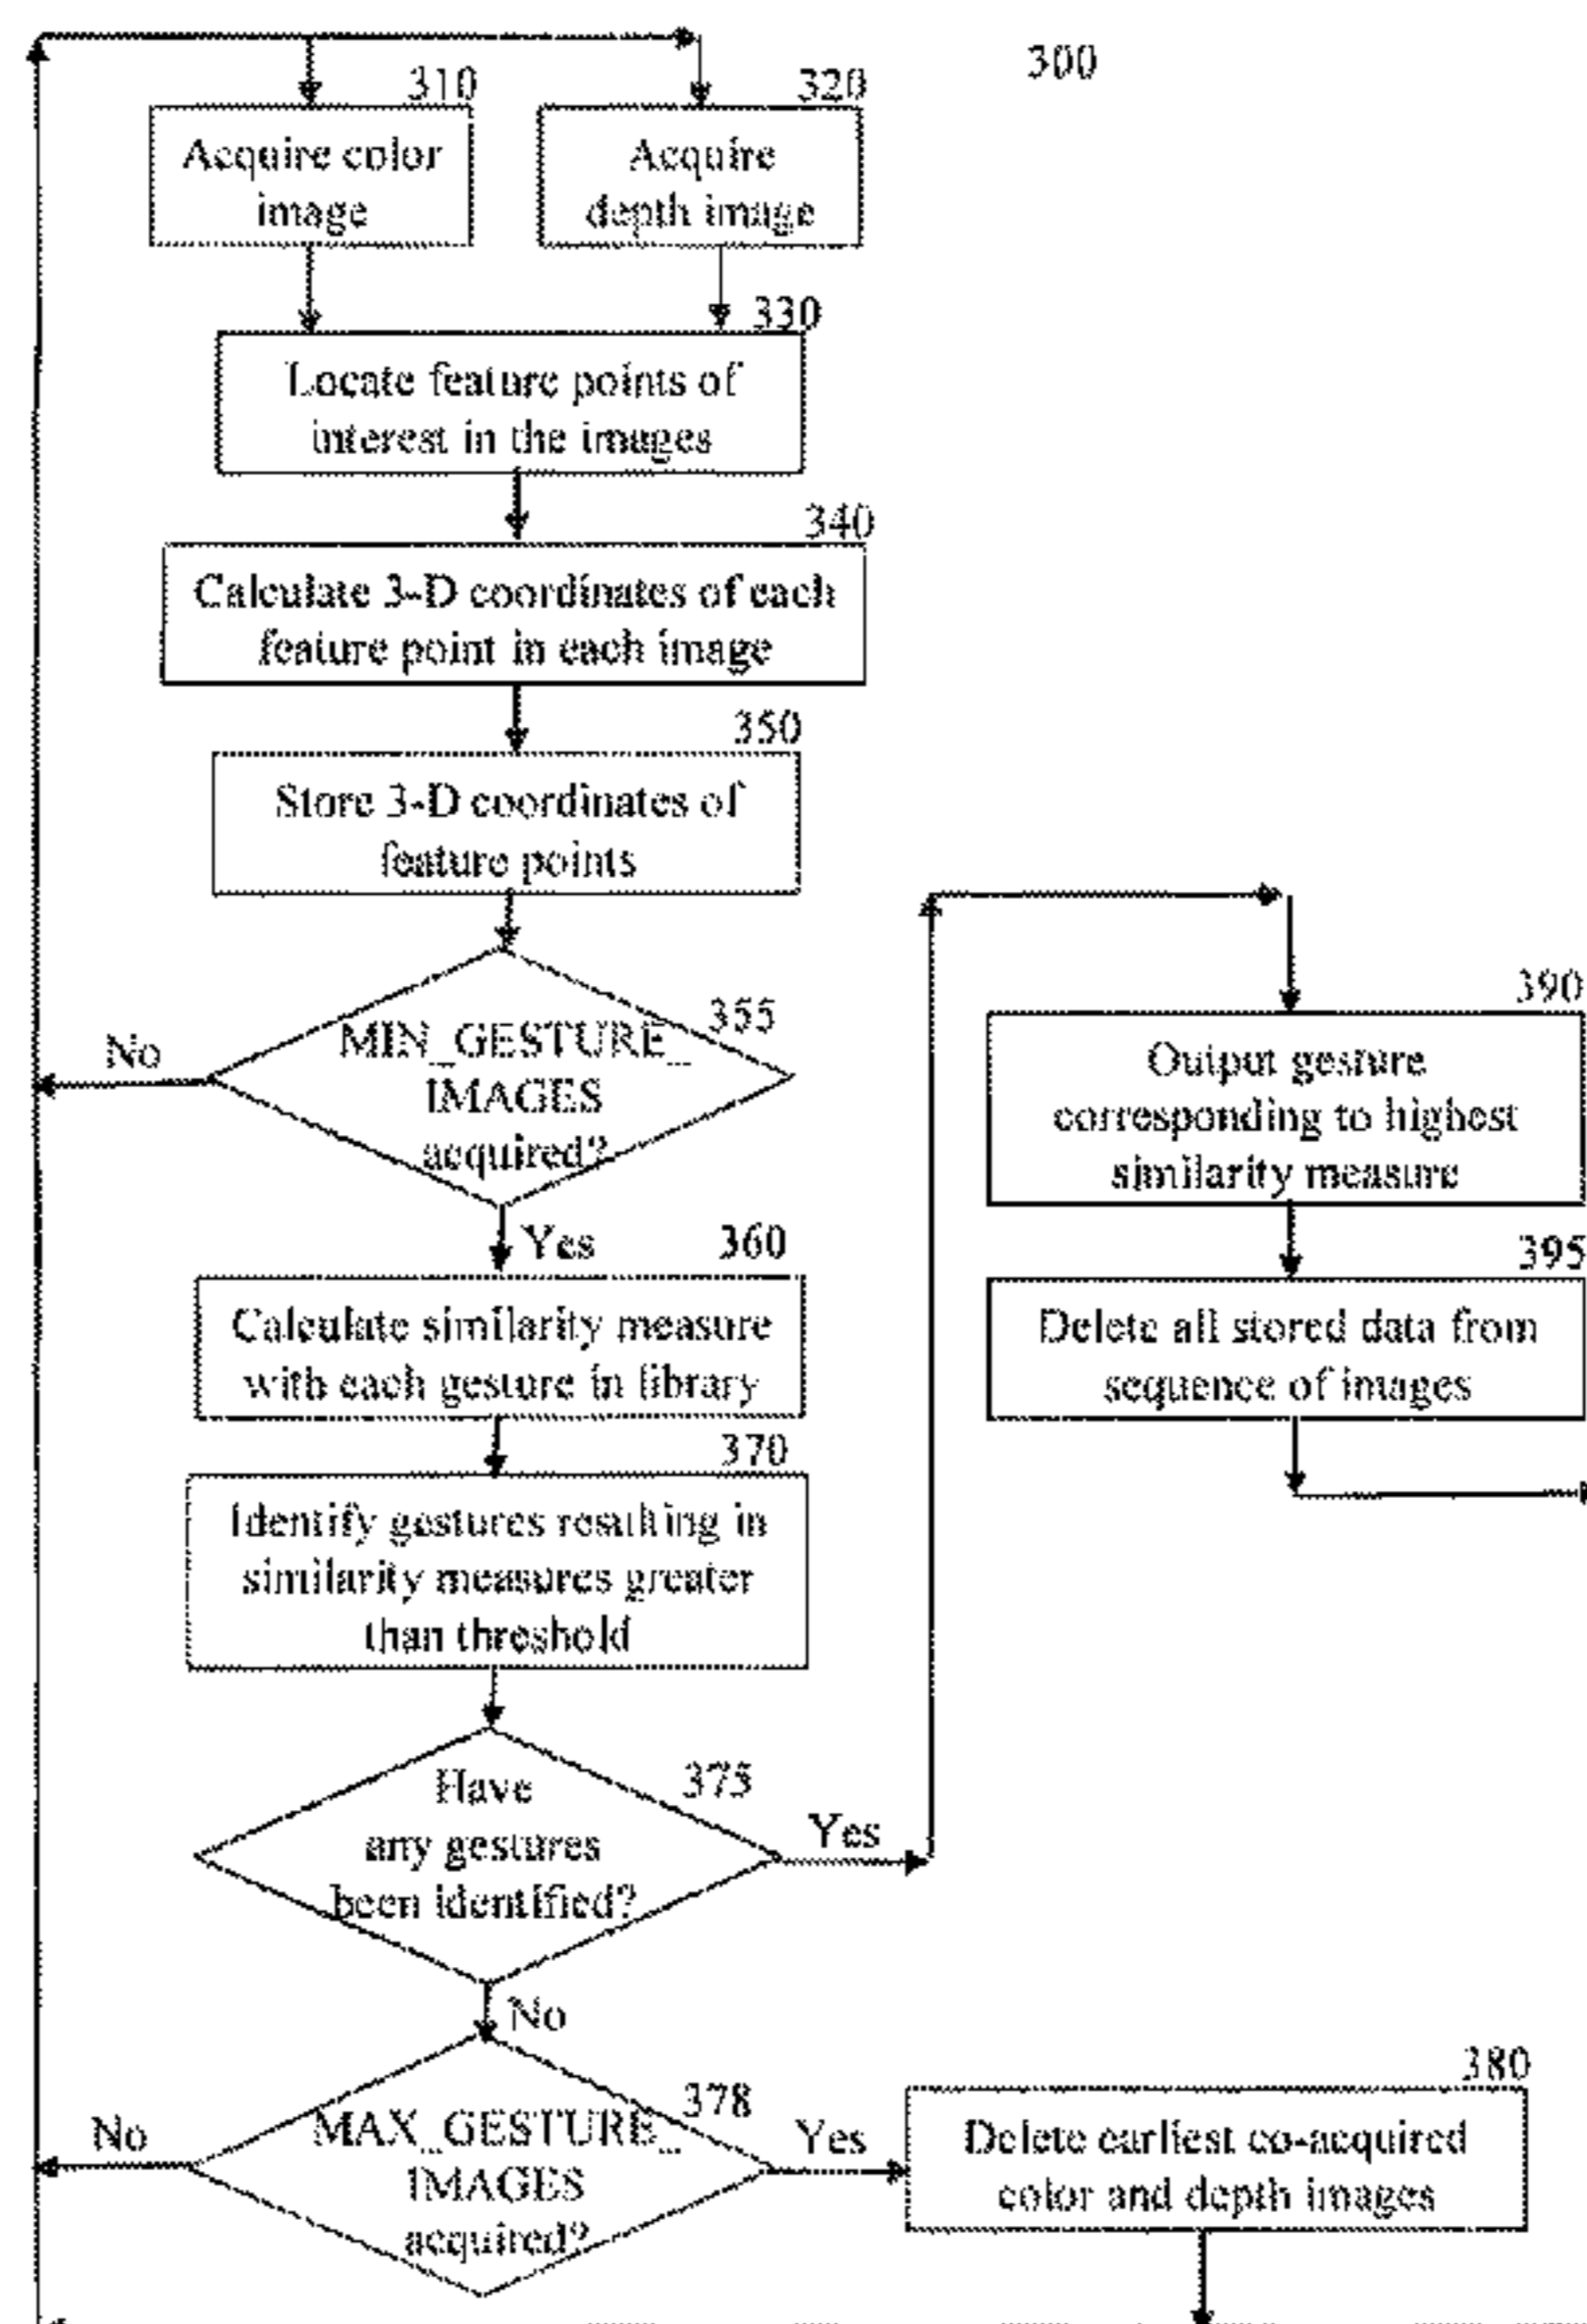 300
310
Acquire color
image
320
Acquire
depth image
330
Locate feature points of
interest in the images
340
Calculate 3-D coordinates of each
feature point in each image
350
Store 3-D coordinates of
feature points
355
MIN_GESTURE_
IMAGES
acquired?
No
Yes
360
Calculate similarity measure
with each gesture in library
370
Identify gestures resulting in
similarity measures greater
than threshold
375
Have
any gestures
been identified?
Yes
No
378
MAX_GESTURE_
IMAGES
acquired?
No
Yes
380
Delete earliest co-acquired
color and depth images
390
Output gesture
corresponding to highest
similarity measure
395
Delete all stored data from
sequence of images